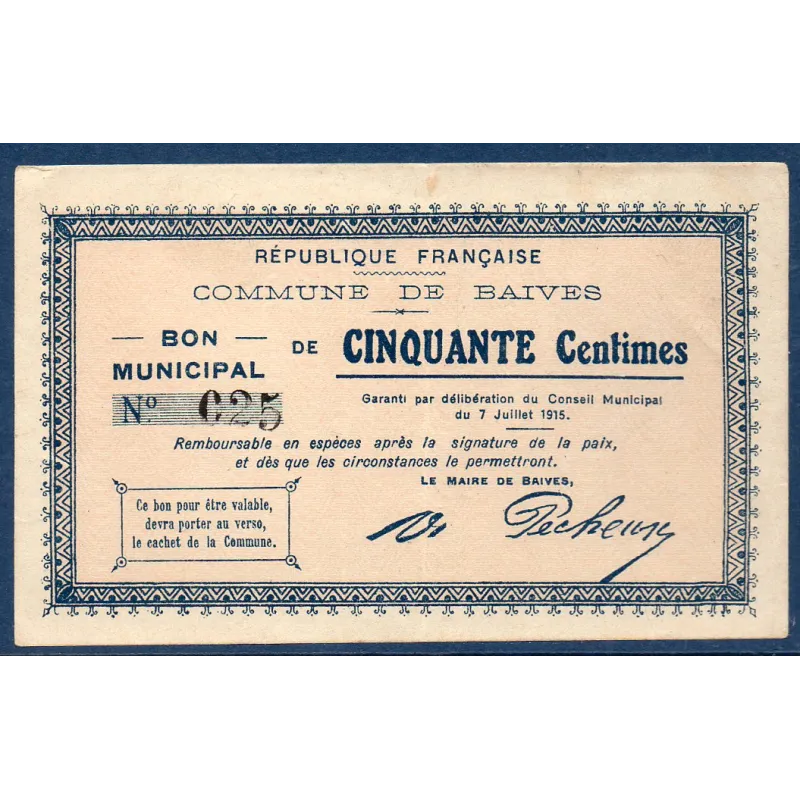 RÉPUBLIQUE FRANÇAISE
COMMUNE DE BAIVES
— BON — MUNICIPAL
DE CINQUANTE Centimes
Nº 625
Garanti par délibération du Conseil Municipal
du 7 Juillet 1915.
Remboursable en espèces après la signature de la paix,
et dès que les circonstances le permettront.
LE MAIRE DE BAIVES,
Ce bon pour être valable,
devra porter au verso,
le cachet de la Commune.